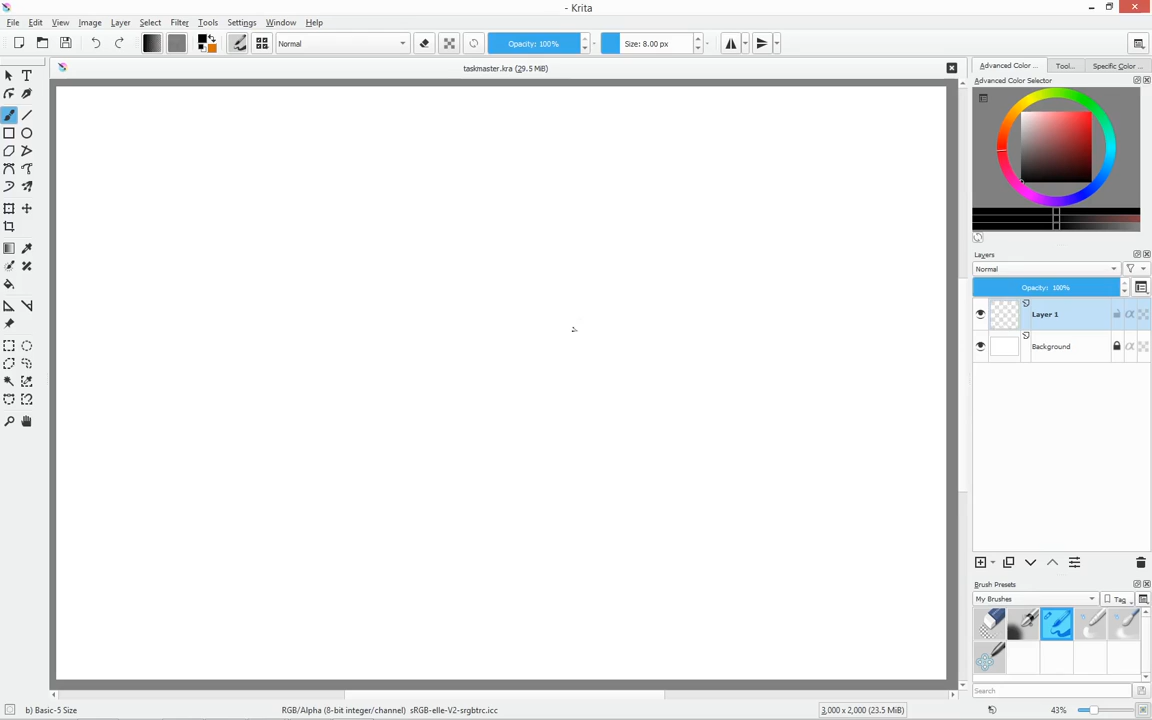 - Krita
File Edit View Image Layer Select Filter Tools Settings Window Help
Normal Opacity: 100% Size: 8.00 px
taskmaster.kra (29.5 MiB)
Advanced Color ... Tool... Specific Color ...
Advanced Color Selector
Layers
Normal
Opacity: 100%
Layer 1
Background
Brush Presets
My Brushes Tag
Search
b) Basic-5 Size RGB/Alpha (8-bit integer/channel) sRGB-elle-V2-srgbtrc.icc 3,000 x 2,000 (23.5 MiB) 43%